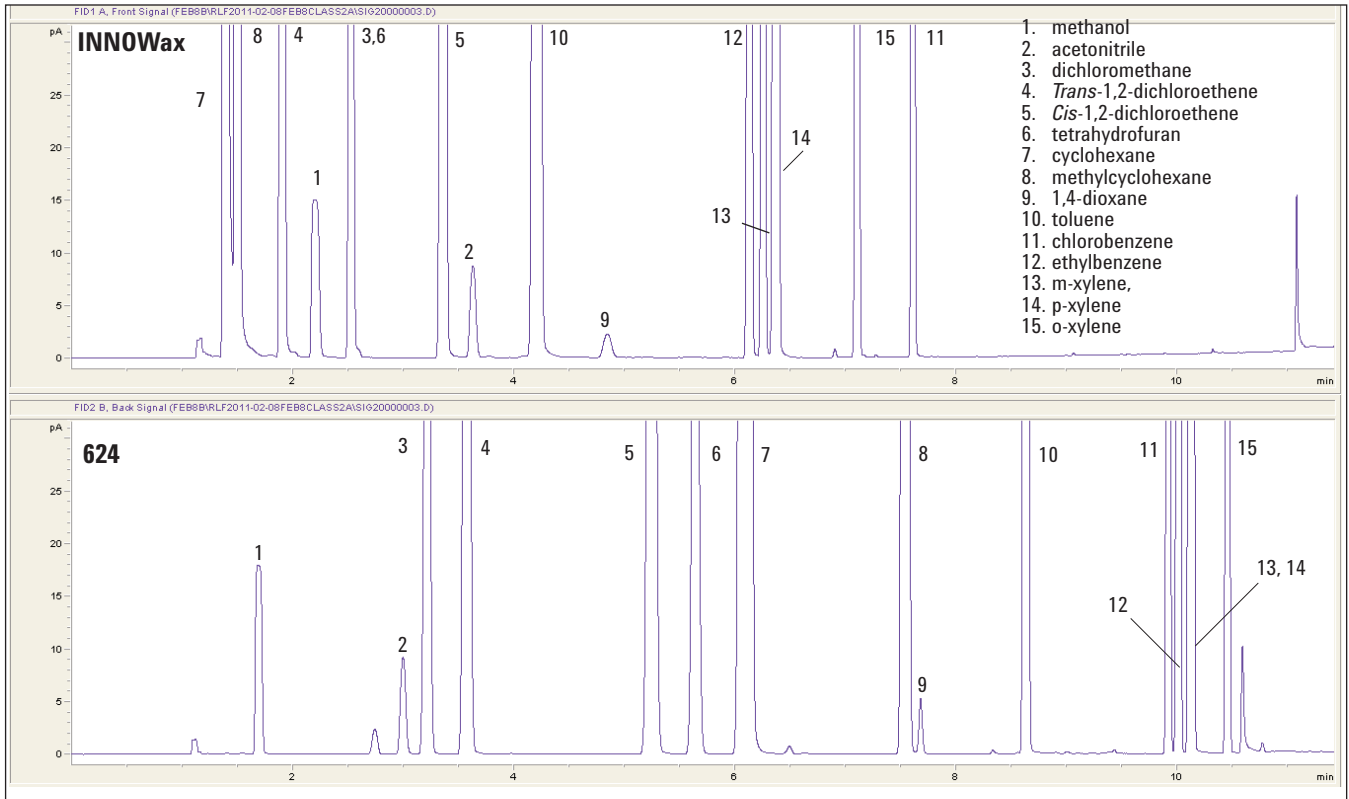 FID1 A, Front Signal (FEB8B\RLF2011-02-08FEB8CLASS2A\SIG20000003.D)
pA
INNOWax
25
20
15
10
5
0
7
8
4
1
3,6
5
2
10
9
12
13
14
15
11
1. methanol
2. acetonitrile
3. dichloromethane
4. Trans-1,2-dichloroethene
5. Cis-1,2-dichloroethene
6. tetrahydrofuran
7. cyclohexane
8. methylcyclohexane
9. 1,4-dioxane
10. toluene
11. chlorobenzene
12. ethylbenzene
13. m-xylene,
14. p-xylene
15. o-xylene
2 4 6 8 10 min
FID2 B, Back Signal (FEB8B\RLF2011-02-08FEB8CLASS2A\SIG20000003.D)
pA
624
25
20
15
10
5
0
1
2
3
4
5
6
7
8
9
10
11
12
13, 14
15
2 4 6 8 10 min